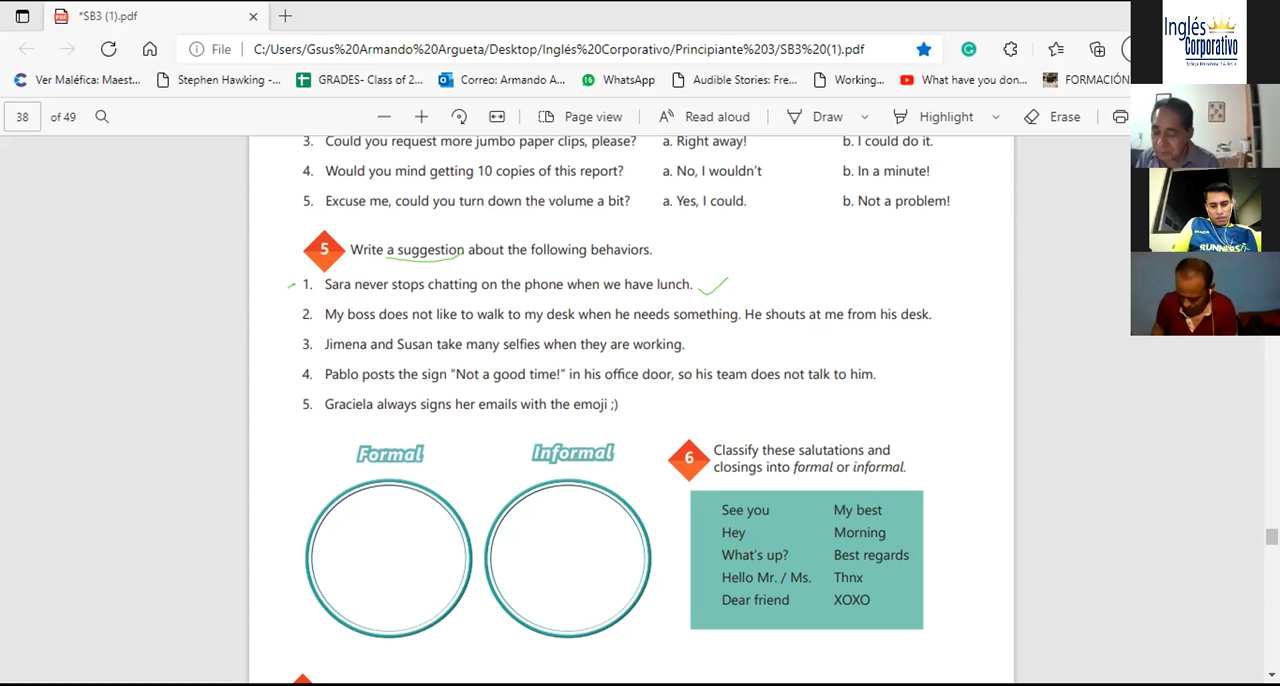 *SB3 (1).pdf
File
C:/Users/Gsus%20Armando%20Argueta/Desktop/Inglés%20Corporativo/Principiante%203/SB3%20(1).pdf
Ver Maléfica: Maest...
Stephen Hawking -...
GRADES- Class of 2...
Correo: Armando A...
WhatsApp
Audible Stories: Fre...
Working...
What have you don...
FORMACIÓN
38 of 49
Page view
Read aloud
Draw
Highlight
Erase
Inglés
Corporativo
3. Could you request more jumbo paper clips, please? a. Right away! b. I could do it.
4. Would you mind getting 10 copies of this report? a. No, I wouldn't b. In a minute!
5. Excuse me, could you turn down the volume a bit? a. Yes, I could. b. Not a problem!
5 Write a suggestion about the following behaviors.
1. Sara never stops chatting on the phone when we have lunch.
2. My boss does not like to walk to my desk when he needs something. He shouts at me from his desk.
3. Jimena and Susan take many selfies when they are working.
4. Pablo posts the sign “Not a good time!” in his office door, so his team does not talk to him.
5. Graciela always signs her emails with the emoji ;)
Formal
Informal
6 Classify these salutations and
closings into formal or informal.
See you My best
Hey Morning
What's up? Best regards
Hello Mr. / Ms. Thnx
Dear friend XOXO
RUNNERS